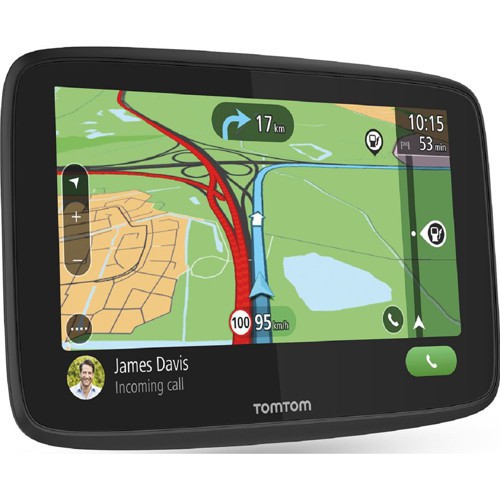 17 km
10:15
53 min
+
−
....
100
95 km/h
James Davis
Incoming call
TOMTOM